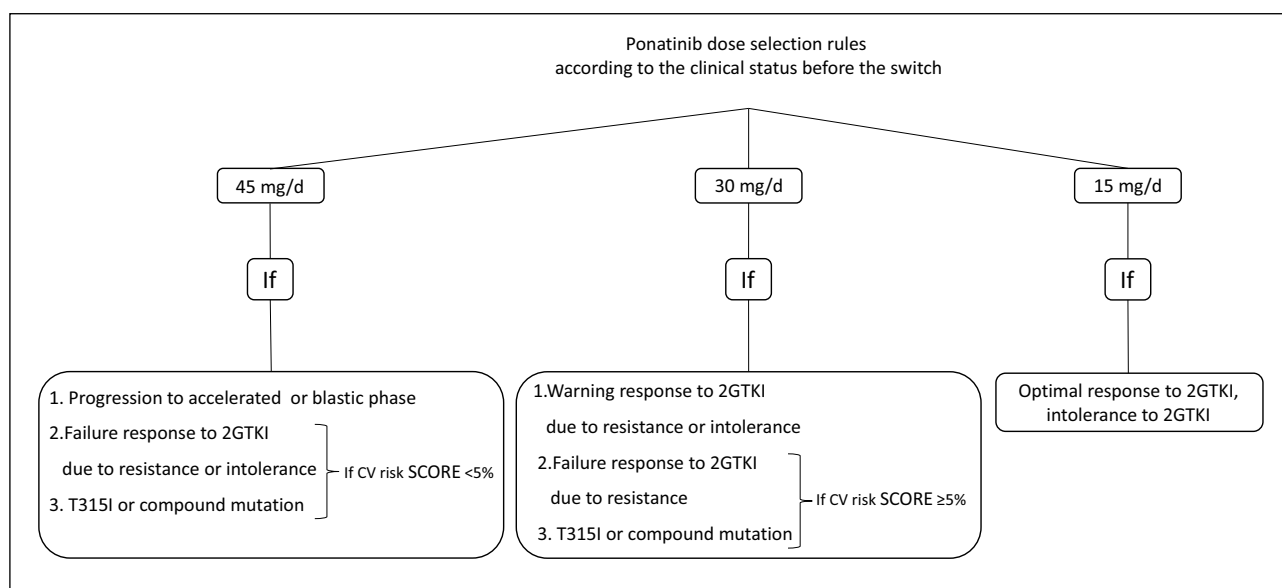 Ponatinib dose selection rules
according to the clinical status before the switch
45 mg/d
30 mg/d
15 mg/d
If
If
If
1. Progression to accelerated or blastic phase
2.Failure response to 2GTKI
due to resistance or intolerance
3. T315I or compound mutation
If CV risk SCORE <5%
1.Warning response to 2GTKI
due to resistance or intolerance
2.Failure response to 2GTKI
due to resistance
3. T315I or compound mutation
If CV risk SCORE ≥5%
Optimal response to 2GTKI,
intolerance to 2GTKI